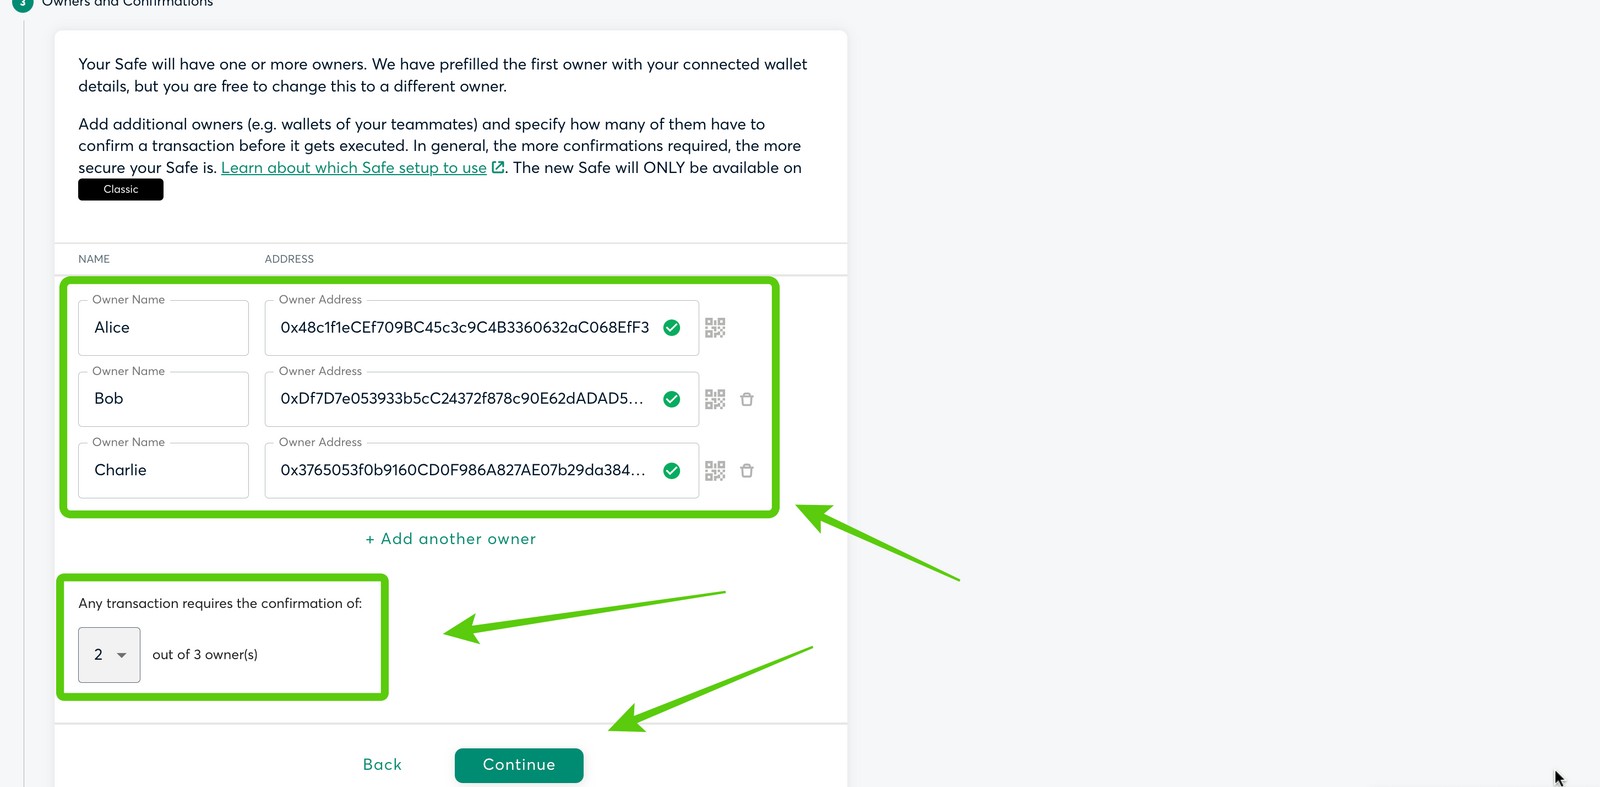 3 Owners and Confirmations
Your Safe will have one or more owners. We have prefilled the first owner with your connected wallet
details, but you are free to change this to a different owner.
Add additional owners (e.g. wallets of your teammates) and specify how many of them have to
confirm a transaction before it gets executed. In general, the more confirmations required, the more
secure your Safe is. Learn about which Safe setup to use. The new Safe will ONLY be available on
Classic
NAME ADDRESS
Owner Name Owner Address
Alice 0x48c1f1eCEf709BC45c3c9C4B3360632aC068EfF3
Owner Name Owner Address
Bob 0xDf7D7e053933b5cC24372f878c90E62dADAD5...
Owner Name Owner Address
Charlie 0x3765053f0b9160CD0F986A827AE07b29da384...
+ Add another owner
Any transaction requires the confirmation of:
2 out of 3 owner(s)
Back Continue